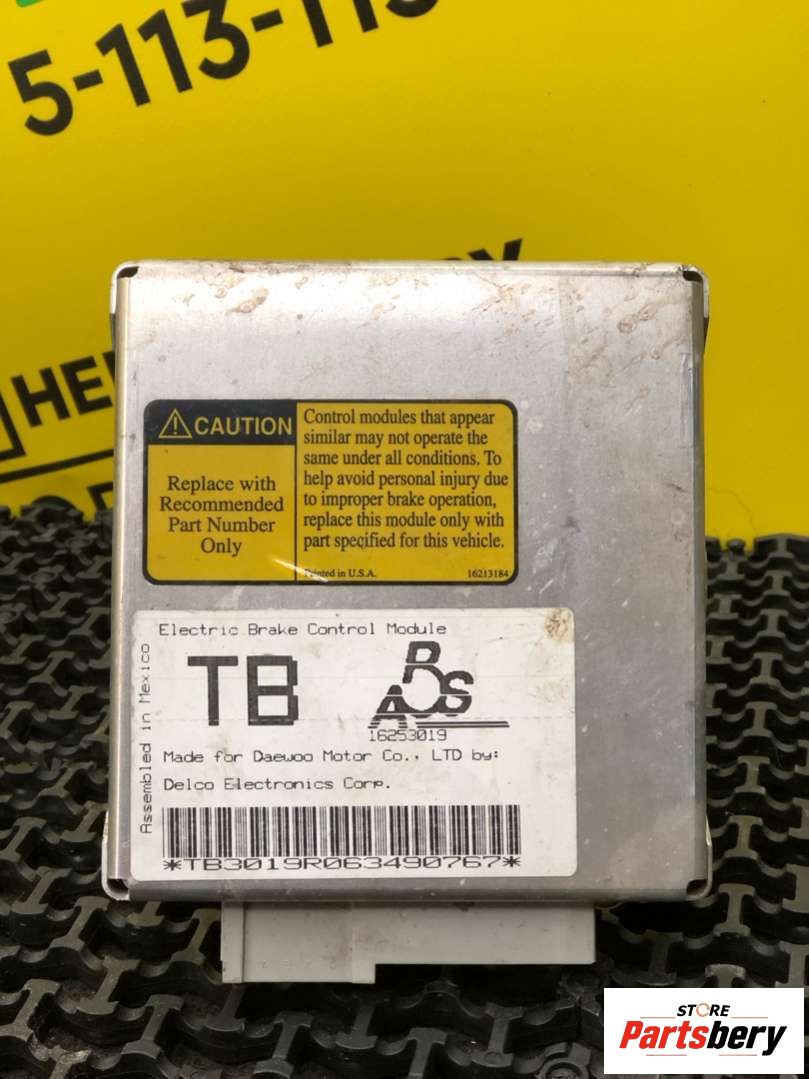 5-113-113
HE
CAUTION
Replace with
Recommended
Part Number
Only
Control modules that appear
similar may not operate the
same under all conditions. To
help avoid personal injury due
to improper brake operation,
replace this module only with
part specified for this vehicle.
Printed in U.S.A.
16213184
Electric Brake Control Module
Assembled in Mexico
TB
ABS
16253019
Made for Daewoo Motor Co., LTD by:
Delco Electronics Corp.
*TB3019R063490767*
STORE
Partsbery